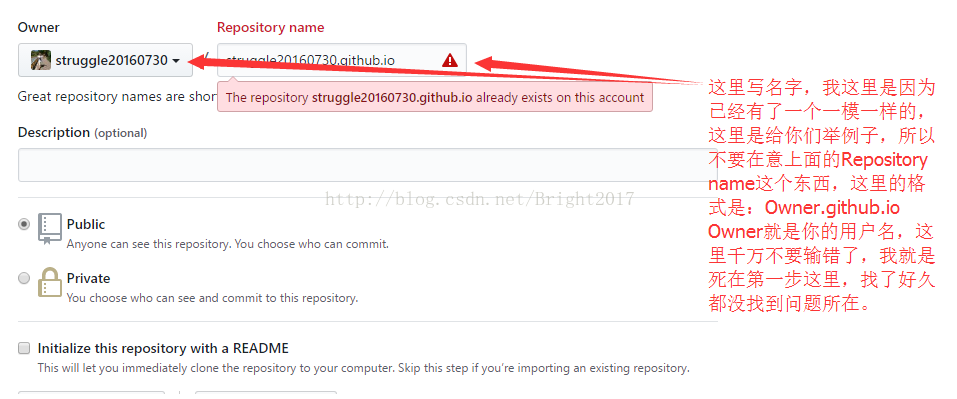 Owner
Repository name
struggle20160730
/
struggle20160730.github.io
The repository struggle20160730.github.io already exists on this account
Great repository names are shor
Description (optional)
http://blog.csdn.net/Bright2017
Public
Anyone can see this repository. You choose who can commit.
Private
You choose who can see and commit to this repository.
Initialize this repository with a README
This will let you immediately clone the repository to your computer. Skip this step if you're importing an existing repository.
这里写名字，我这里是因为
已经有了一个一模一样的，
这里是给你们举例子，所以
不要在意上面的Repository
name这个东西，这里的格
式是：Owner.github.io
Owner就是你的用户名，这
里千万不要输错了，我就是
死在第一步这里，找了好久
都没找到问题所在。